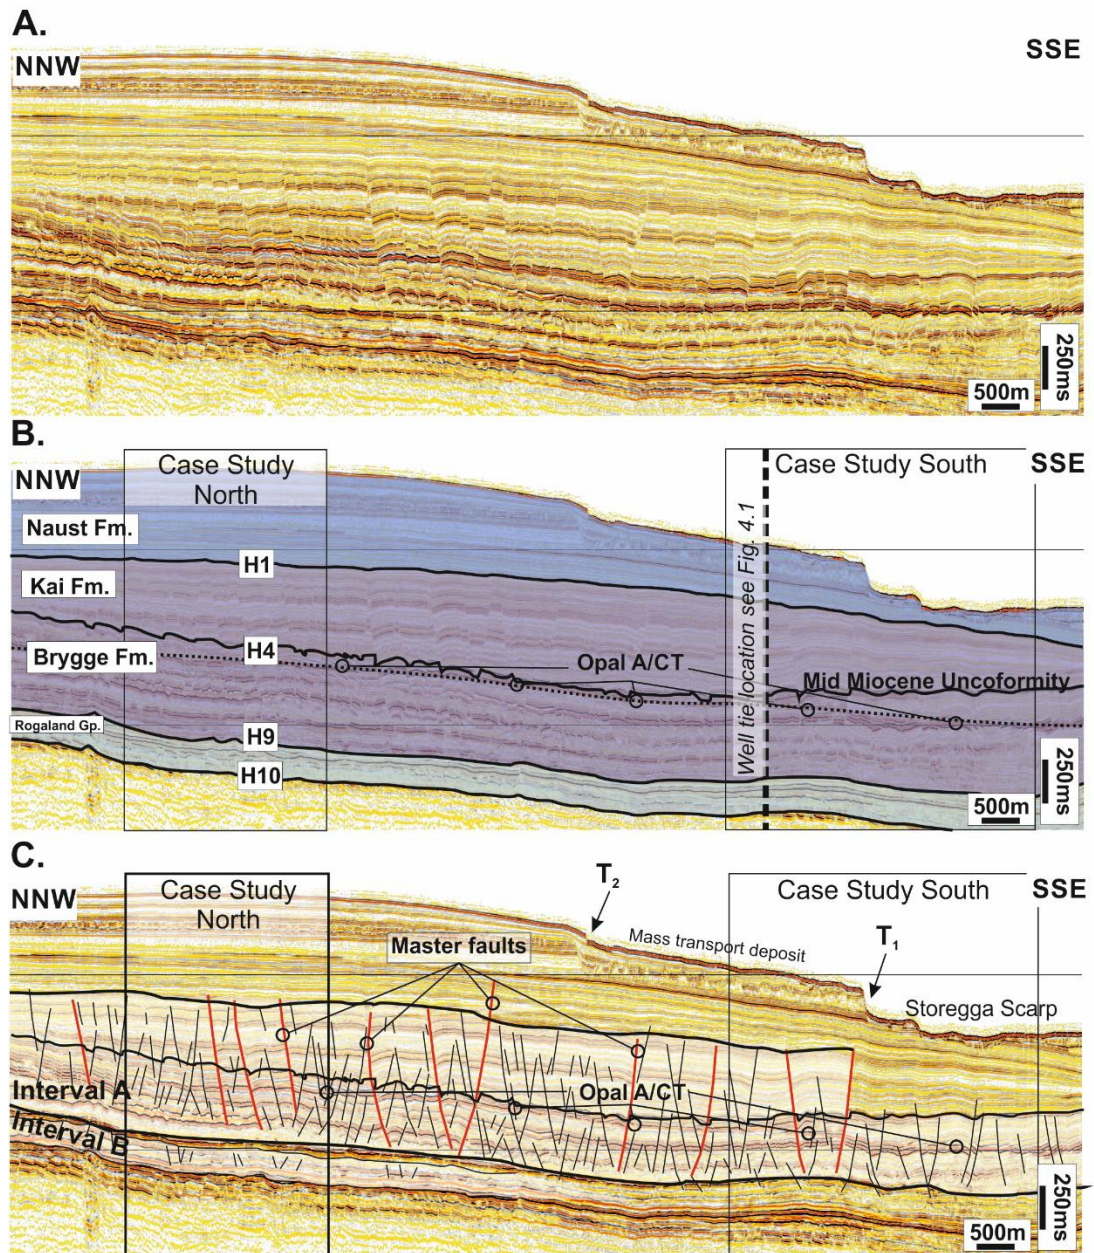 A.
NNW
SSE
250ms
500m
B.
NNW
Case Study
North
Case Study South
SSE
Naust Fm.
H1
Kai Fm.
Well tie location see Fig. 4.1
H4
Brygge Fm.
Opal A/CT
Mid Miocene Uncoformity
Rogaland Gp.
H9
H10
250ms
500m
C.
NNW
Case Study
North
T2
Case Study South
SSE
Master faults
Mass transport deposit
T1
Storegga Scarp
Interval A
Opal A/CT
Interval B
250ms
500m